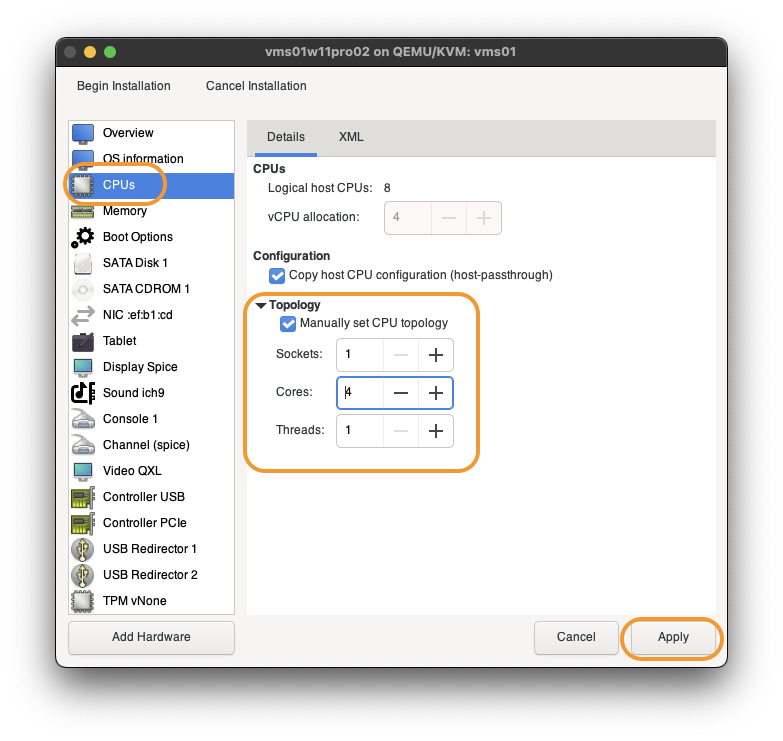 vms01w11pro02 on QEMU/KVM: vms01
Begin Installation Cancel Installation
Overview
OS information
CPUs
Memory
Boot Options
SATA Disk 1
SATA CDROM 1
NIC :ef:b1:cd
Tablet
Display Spice
Sound ich9
Console 1
Channel (spice)
Video QXL
Controller USB
Controller PCIe
USB Redirector 1
USB Redirector 2
TPM vNone
Add Hardware
Details XML
CPUs
Logical host CPUs: 8
vCPU allocation: 4
Configuration
Copy host CPU configuration (host-passthrough)
Topology
Manually set CPU topology
Sockets: 1
Cores: 4
Threads: 1
Cancel Apply